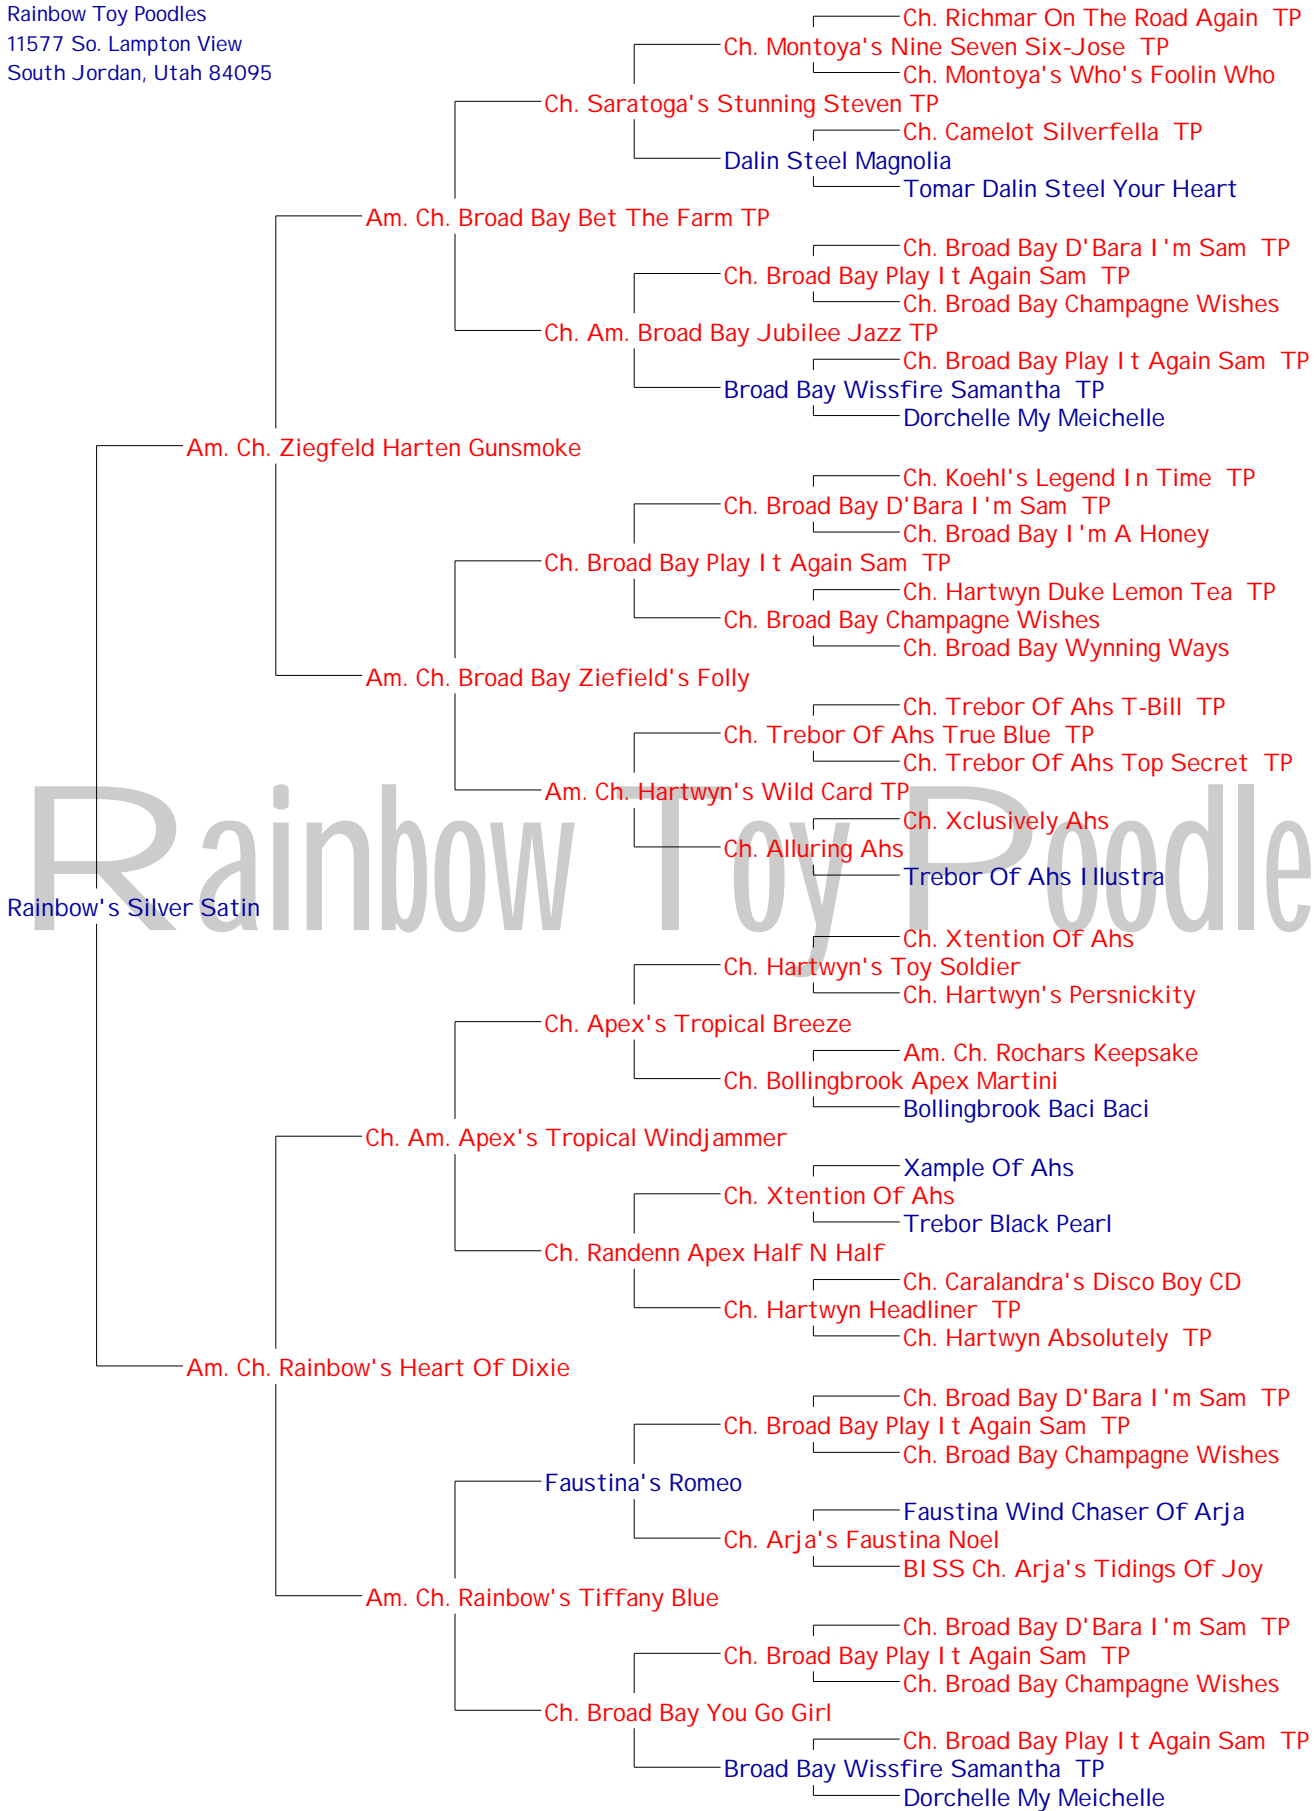 Rainbow Toy Poodles
11577 So. Lampton View
South Jordan, Utah 84095
Ch. Richmar On The Road Again TP
Ch. Montoya's Nine Seven Six-Jose TP
Ch. Montoya's Who's Foolin Who
Ch. Saratoga's Stunning Steven TP
Ch. Camelot Silverfella TP
Dalin Steel Magnolia
Tomar Dalin Steel Your Heart
Am. Ch. Broad Bay Bet The Farm TP
Ch. Broad Bay D'Bara I'm Sam TP
Ch. Broad Bay Play It Again Sam TP
Ch. Broad Bay Champagne Wishes
Ch. Am. Broad Bay Jubilee Jazz TP
Ch. Broad Bay Play It Again Sam TP
Broad Bay Wissfire Samantha TP
Dorchelle My Meichelle
Am. Ch. Ziegfeld Harten Gunsmoke
Ch. Koehl's Legend In Time TP
Ch. Broad Bay D'Bara I'm Sam TP
Ch. Broad Bay I'm A Honey
Ch. Broad Bay Play It Again Sam TP
Ch. Hartwyn Duke Lemon Tea TP
Ch. Broad Bay Champagne Wishes
Ch. Broad Bay Wynning Ways
Am. Ch. Broad Bay Ziefield's Folly
Ch. Trebor Of Ahs T-Bill TP
Ch. Trebor Of Ahs True Blue TP
Ch. Trebor Of Ahs Top Secret TP
Am. Ch. Hartwyn's Wild Card TP
Ch. Xclusively Ahs
Ch. Alluring Ahs
Trebor Of Ahs Illustra
Rainbow Toy Poodle
Rainbow's Silver Satin
Ch. Xtention Of Ahs
Ch. Hartwyn's Toy Soldier
Ch. Hartwyn's Persnickity
Ch. Apex's Tropical Breeze
Am. Ch. Rochars Keepsake
Ch. Bollingbrook Apex Martini
Bollingbrook Baci Baci
Ch. Am. Apex's Tropical Windjammer
Xample Of Ahs
Ch. Xtention Of Ahs
Trebor Black Pearl
Ch. Randenn Apex Half N Half
Ch. Caralandra's Disco Boy CD
Ch. Hartwyn Headliner TP
Ch. Hartwyn Absolutely TP
Am. Ch. Rainbow's Heart Of Dixie
Ch. Broad Bay D'Bara I'm Sam TP
Ch. Broad Bay Play It Again Sam TP
Ch. Broad Bay Champagne Wishes
Faustina's Romeo
Faustina Wind Chaser Of Arja
Ch. Arja's Faustina Noel
BISS Ch. Arja's Tidings Of Joy
Am. Ch. Rainbow's Tiffany Blue
Ch. Broad Bay D'Bara I'm Sam TP
Ch. Broad Bay Play It Again Sam TP
Ch. Broad Bay Champagne Wishes
Ch. Broad Bay You Go Girl
Ch. Broad Bay Play It Again Sam TP
Broad Bay Wissfire Samantha TP
Dorchelle My Meichelle